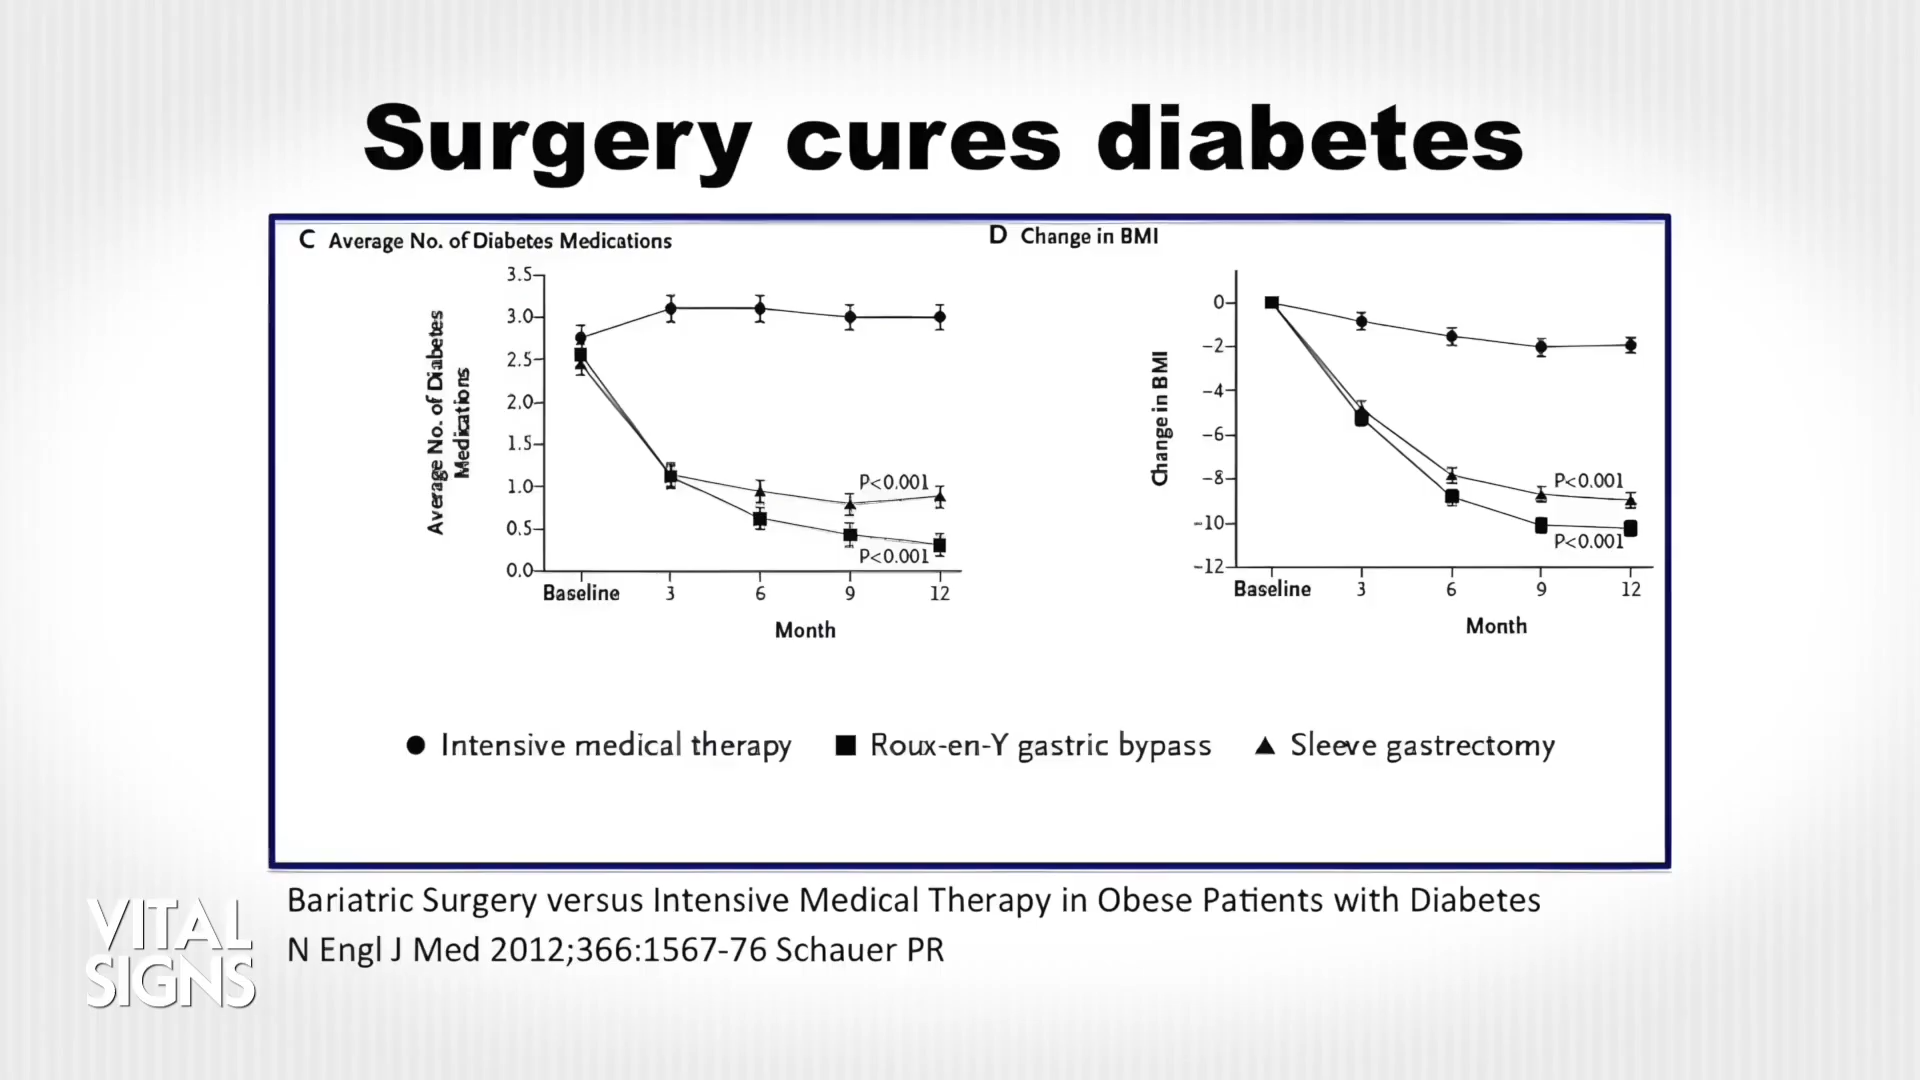 Surgery cures diabetes
C Average No. of Diabetes Medications
Average No. of Diabetes
Medications
3.5
3.0
2.5
2.0
1.5
1.0
0.5
0.0
P<0.001
P<0.001
Baseline 3 6 9 12
Month
D Change in BMI
Change in BMI
0
-2
-4
-6
-8
-10
-12
P<0.001
P<0.001
Baseline 3 6 9 12
Month
Intensive medical therapy Roux-en-Y gastric bypass Sleeve gastrectomy
Bariatric Surgery versus Intensive Medical Therapy in Obese Patients with Diabetes
N Engl J Med 2012;366:1567-76 Schauer PR
VITAL
SIGNS